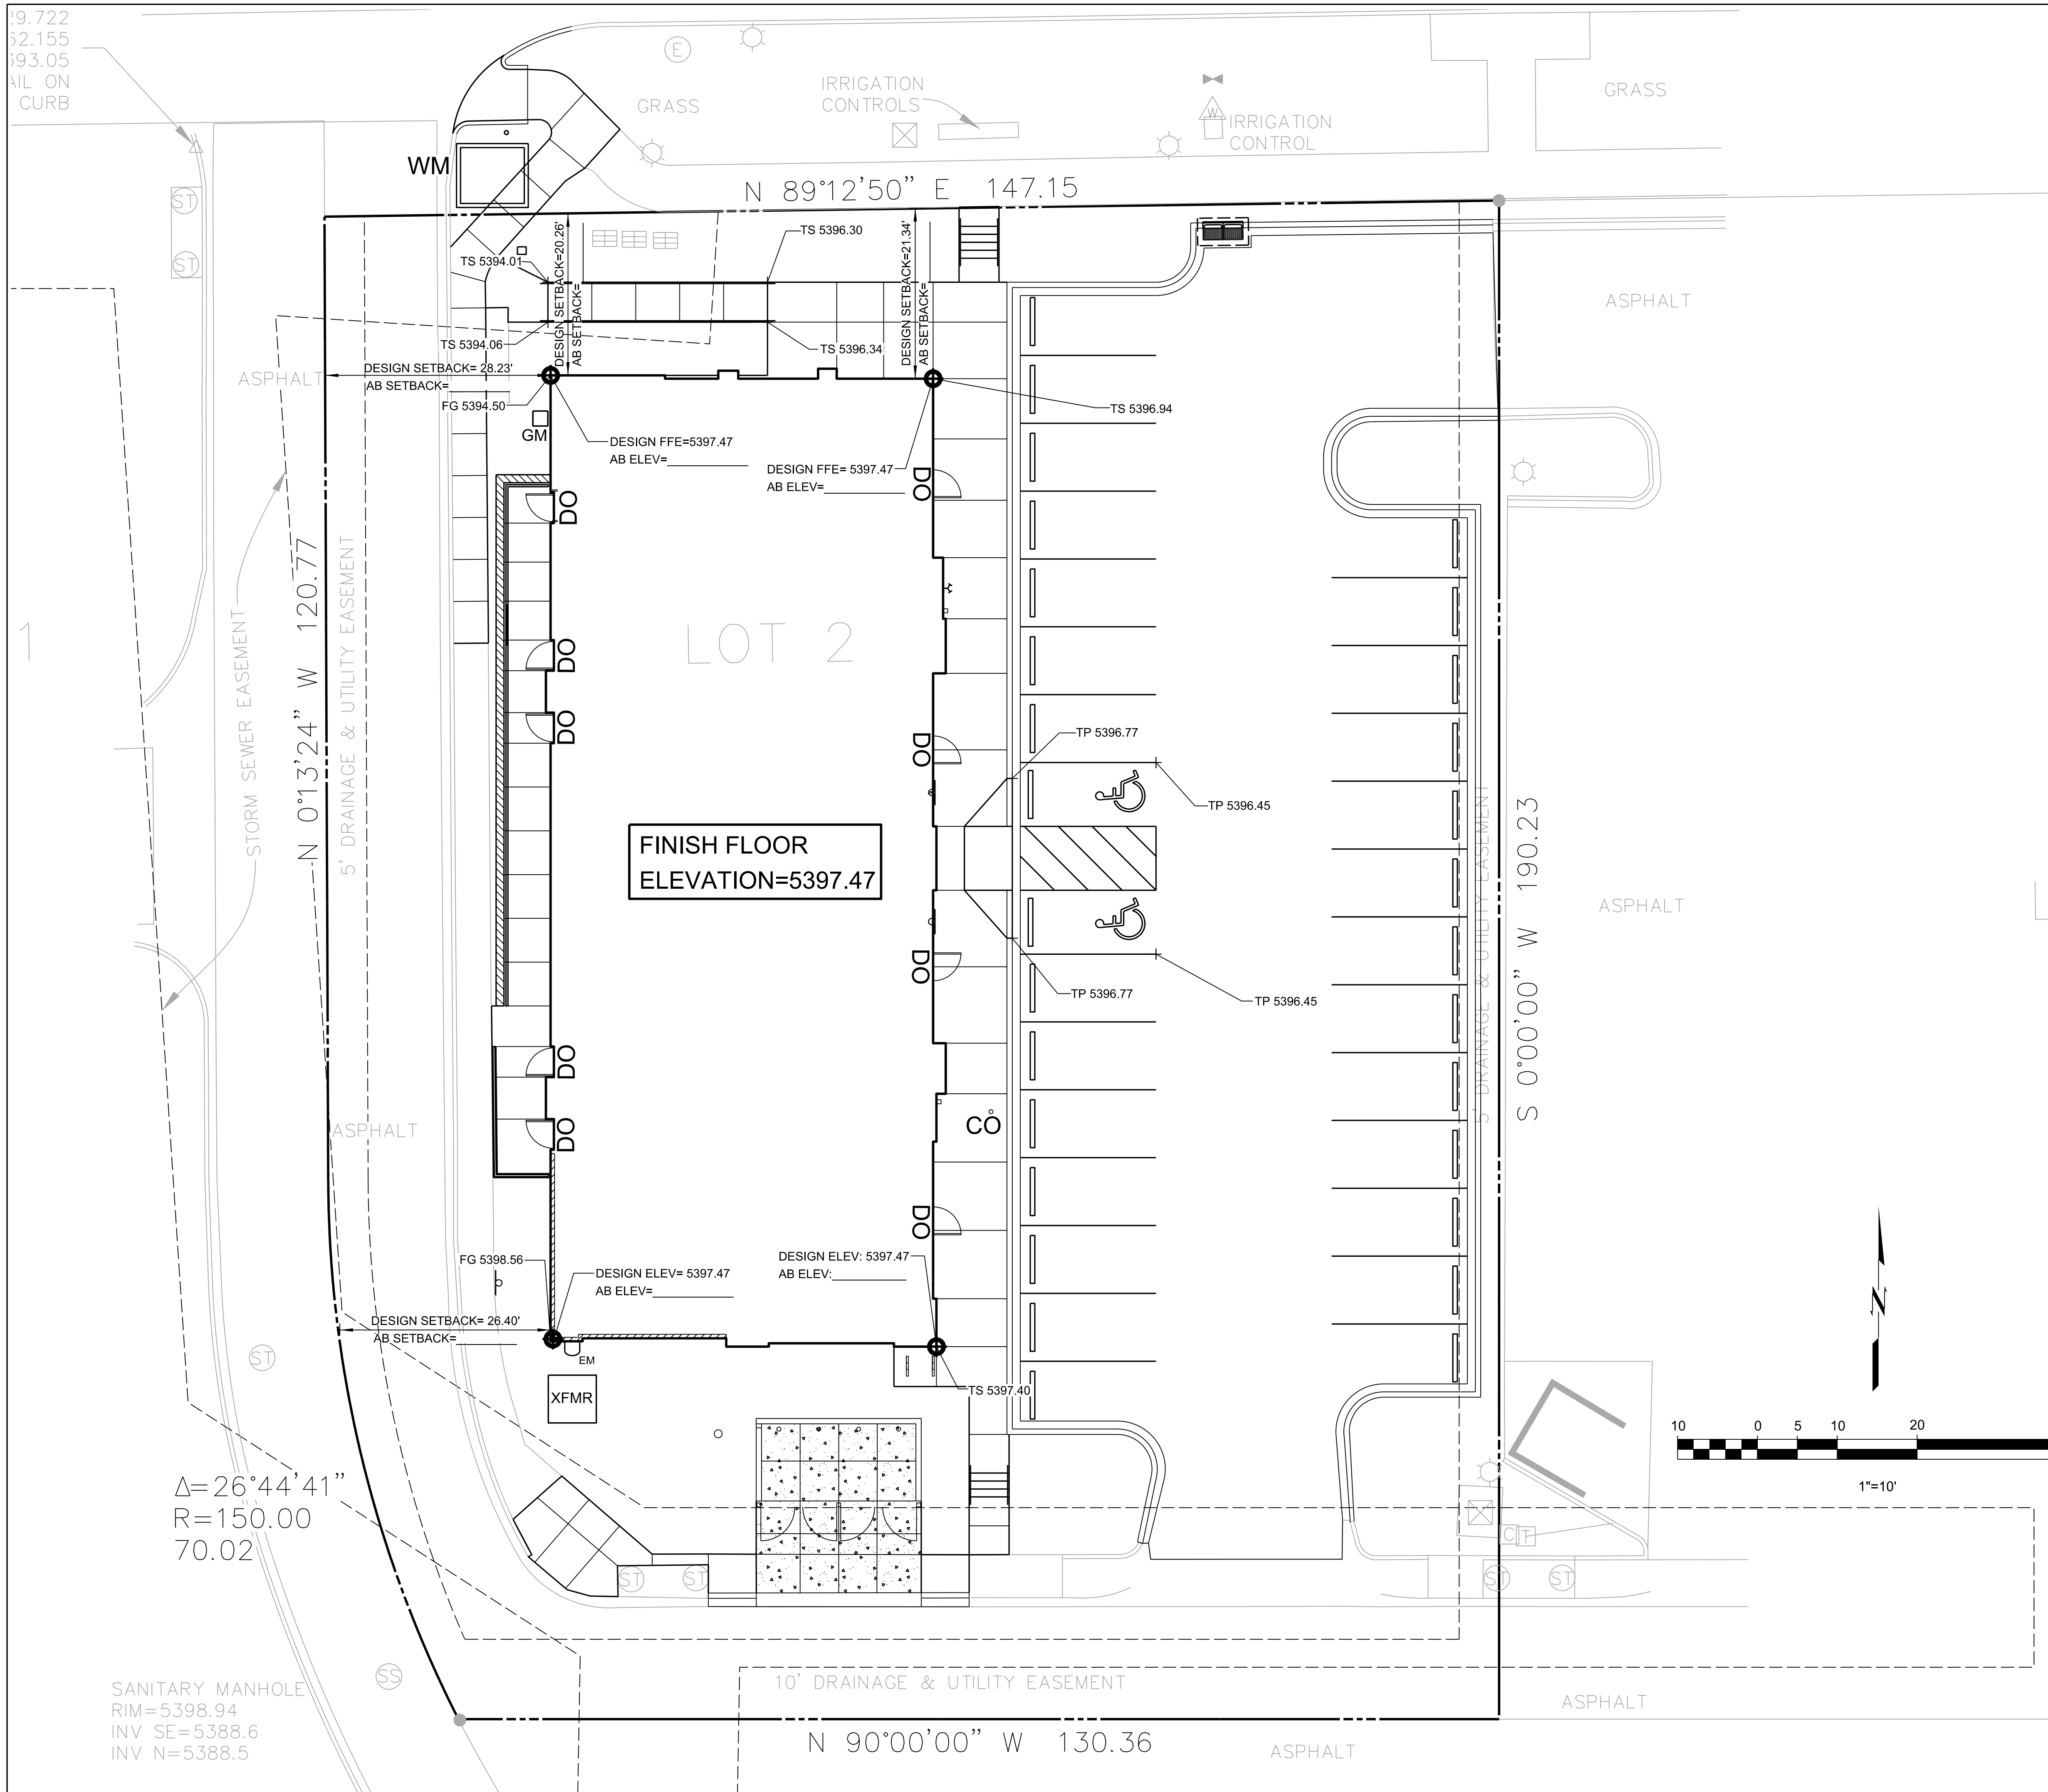 29.722
62.155
393.05
AIL ON
CURB
E
GRASS
IRRIGATION
CONTROLS
W
IRRIGATION
CONTROL
GRASS
WM
ST
ST
N 89°12'50" E 147.15
TS 5394.01
DESIGN SETBACK=20.26'
AB SETBACK=
TS 5396.30
DESIGN SETBACK=21.34'
AB SETBACK=
ASPHALT
TS 5394.06
TS 5396.34
ASPHALT
DESIGN SETBACK= 28.23'
AB SETBACK=
FG 5394.50
TS 5396.94
GM
DESIGN FFE=5397.47
AB ELEV=
DESIGN FFE= 5397.47
AB ELEV=
DO
DO
1
STORM SEWER EASEMENT
N 0°13'24" W 120.77
5' DRAINAGE & UTILITY EASEMENT
LOT 2
DO
DO
DO
TP 5396.77
TP 5396.45
FINISH FLOOR
ELEVATION=5397.47
5' DRAINAGE & UTILITY EASEMENT
S 0°00'00" W 190.23
ASPHALT
L
DO
TP 5396.77
TP 5396.45
DO
DO
ASPHALT
CO
DO
FG 5398.56
DESIGN ELEV= 5397.47
AB ELEV=
DESIGN ELEV: 5397.47
AB ELEV:
N
DESIGN SETBACK= 26.40'
AB SETBACK=
ST
EM
XFMR
TS 5397.40
10 0 5 10 20
1"=10'
Δ=26°44'41"
R=150.00
70.02
C T
ST
ST
ST
ST
SS
SANITARY MANHOLE
RIM=5398.94
INV SE=5388.6
INV N=5388.5
10' DRAINAGE & UTILITY EASEMENT
ASPHALT
N 90°00'00" W 130.36
ASPHALT